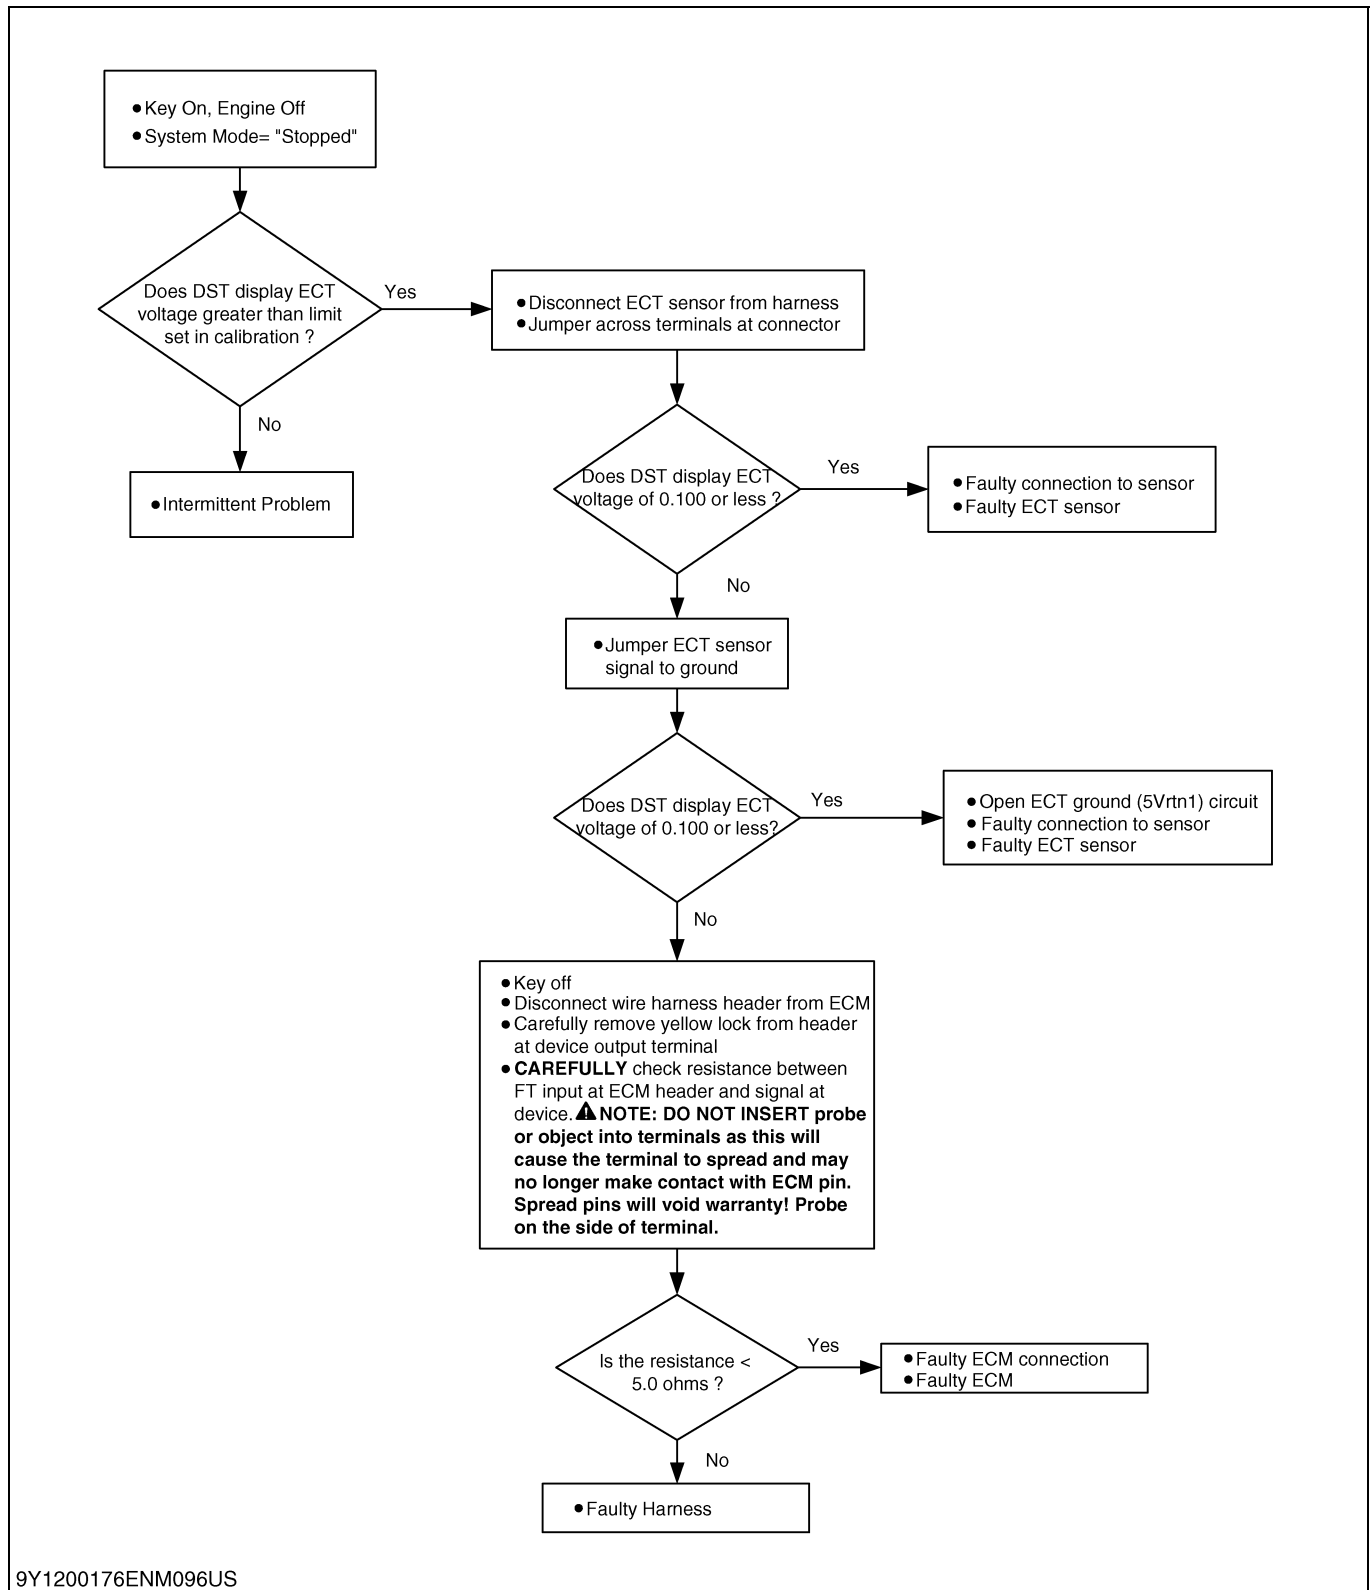 ● Key On, Engine Off
● System Mode= "Stopped"
Does DST display ECT
voltage greater than limit
set in calibration ?
Yes
● Disconnect ECT sensor from harness
● Jumper across terminals at connector
No
● Intermittent Problem
Does DST display ECT
voltage of 0.100 or less ?
Yes
● Faulty connection to sensor
● Faulty ECT sensor
No
● Jumper ECT sensor
signal to ground
Does DST display ECT
voltage of 0.100 or less?
Yes
● Open ECT ground (5Vrtn1) circuit
● Faulty connection to sensor
● Faulty ECT sensor
No
● Key off
● Disconnect wire harness header from ECM
● Carefully remove yellow lock from header
at device output terminal
● CAREFULLY check resistance between
FT input at ECM header and signal at
device. ⚠ NOTE: DO NOT INSERT probe
or object into terminals as this will
cause the terminal to spread and may
no longer make contact with ECM pin.
Spread pins will void warranty! Probe
on the side of terminal.
Is the resistance <
5.0 ohms ?
Yes
● Faulty ECM connection
● Faulty ECM
No
● Faulty Harness
9Y1200176ENM096US